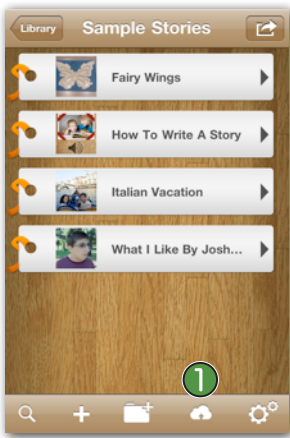 Library
Sample Stories
Fairy Wings
How To Write A Story
Italian Vacation
What I Like By Josh...
1